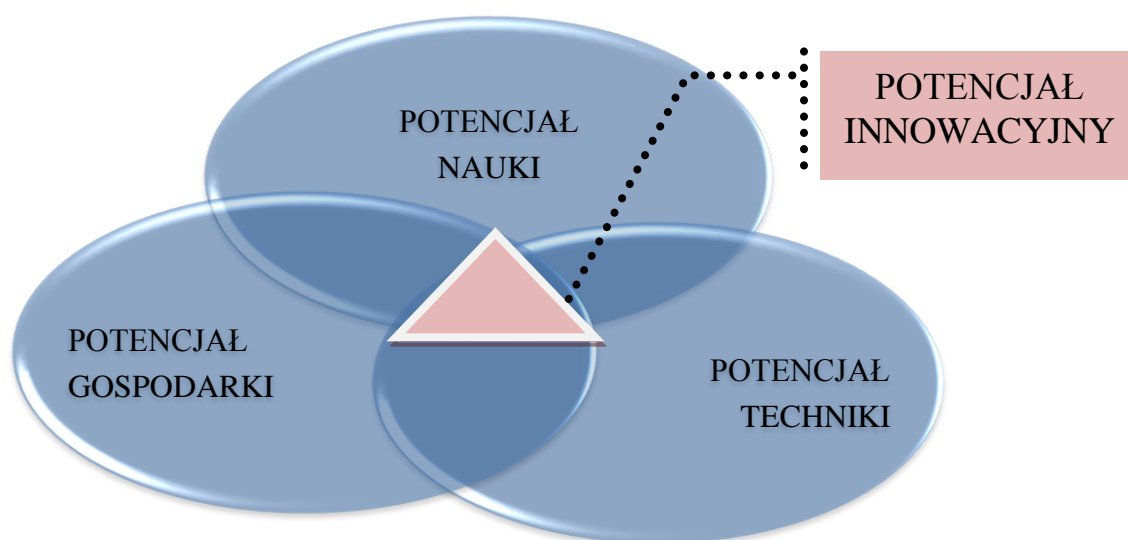 POTENCJAŁ
INNOWACYJNY
POTENCJAŁ
NAUKI
POTENCJAŁ
GOSPODARKI
POTENCJAŁ
TECHNIKI